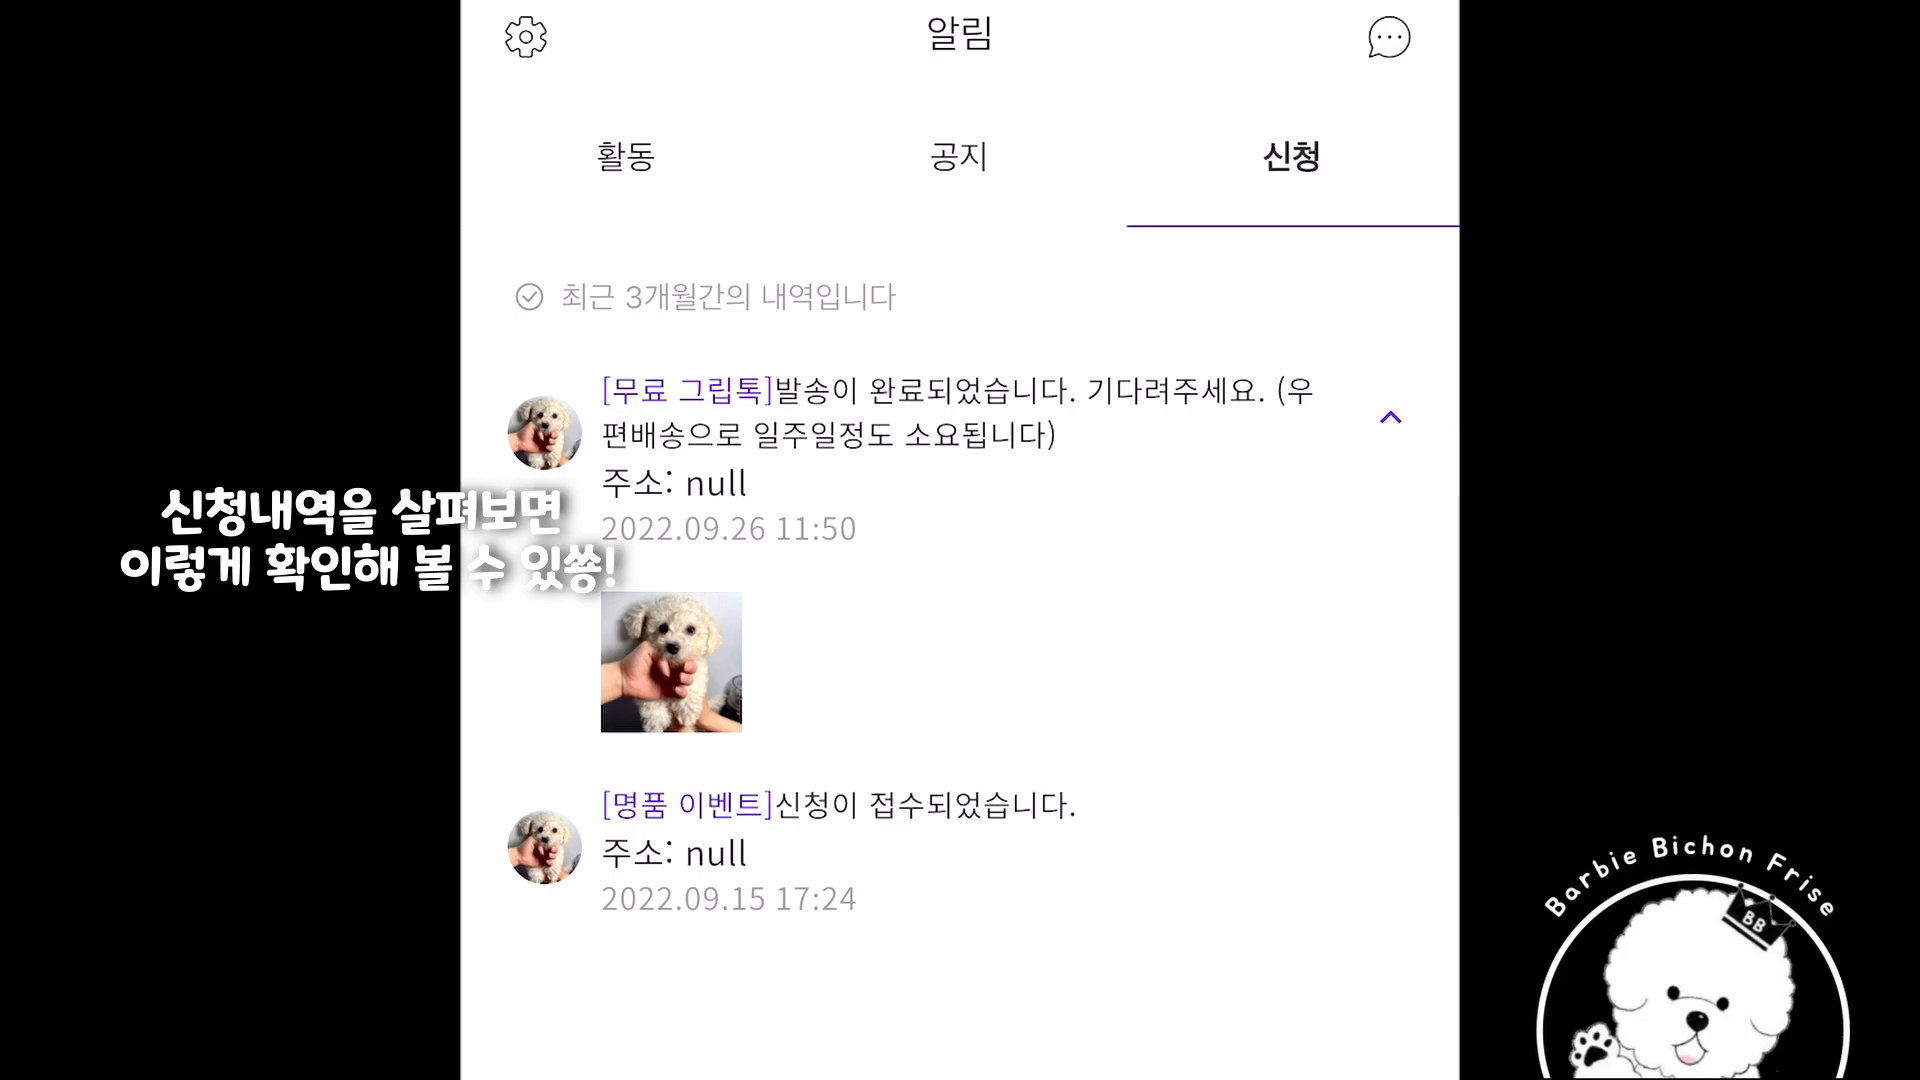 알림
활동
공지
신청
최근 3개월간의 내역입니다
[무료 그립톡]발송이 완료되었습니다. 기다려주세요. (우
편배송으로 일주일정도 소요됩니다)
주소: null
2022.09.26 11:50
신청내역을 살펴보면
이렇게 확인해 볼 수 있쏭!
[명품 이벤트]신청이 접수되었습니다.
주소: null
2022.09.15 17:24
Barbie Bichon Frise
BB